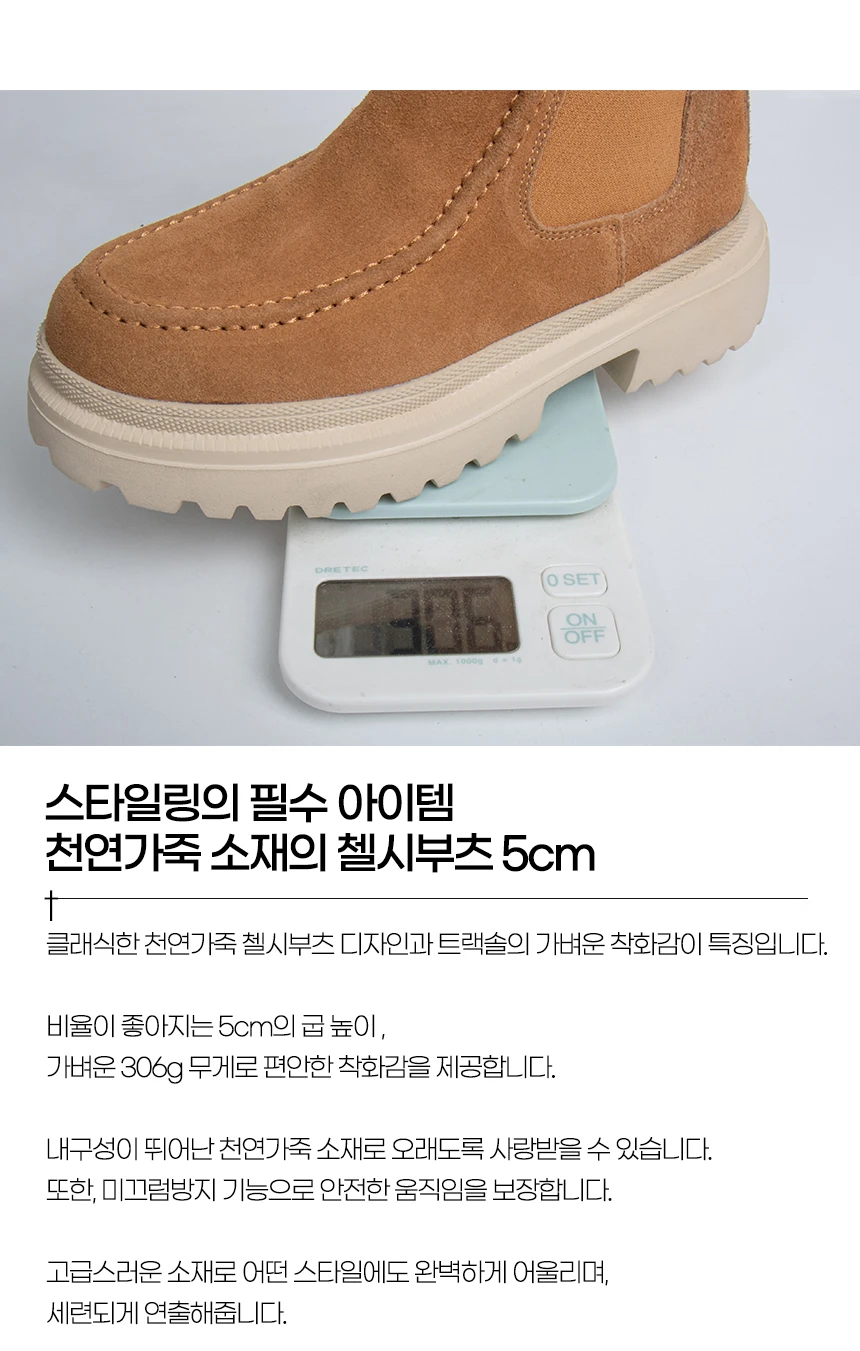 DRETEC
0 SET
306
ON
OFF
MAX. 1000g d = 1g
스타일링의 필수 아이템
천연가죽 소재의 첼시부츠 5cm
클래식한 천연가죽 첼시부츠 디자인과 트랙솔의 가벼운 착화감이 특징입니다.
비율이 좋아지는 5cm의 굽 높이 ,
가벼운 306g 무게로 편안한 착화감을 제공합니다.
내구성이 뛰어난 천연가죽 소재로 오래도록 사랑받을 수 있습니다.
또한, 미끄럼방지 기능으로 안전한 움직임을 보장합니다.
고급스러운 소재로 어떤 스타일에도 완벽하게 어울리며,
세련되게 연출해줍니다.